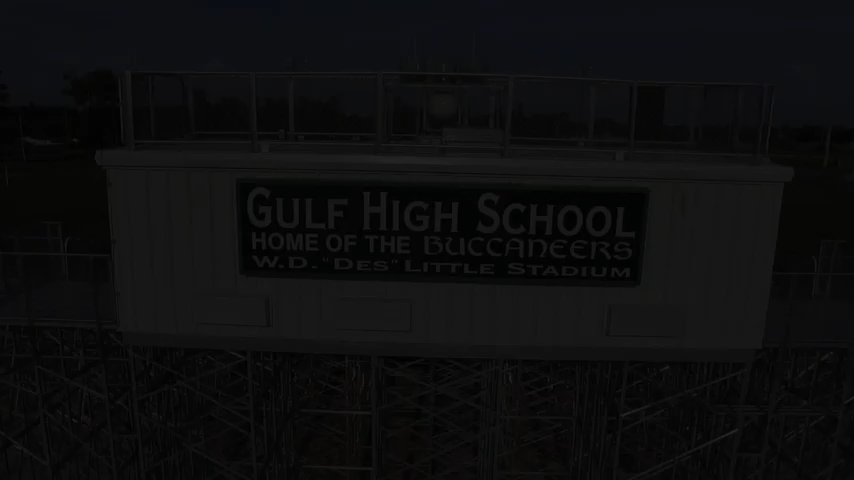 GULF HIGH SCHOOL
HOME OF THE BUCCANEERS
W.D. "DES" LITTLE STADIUM